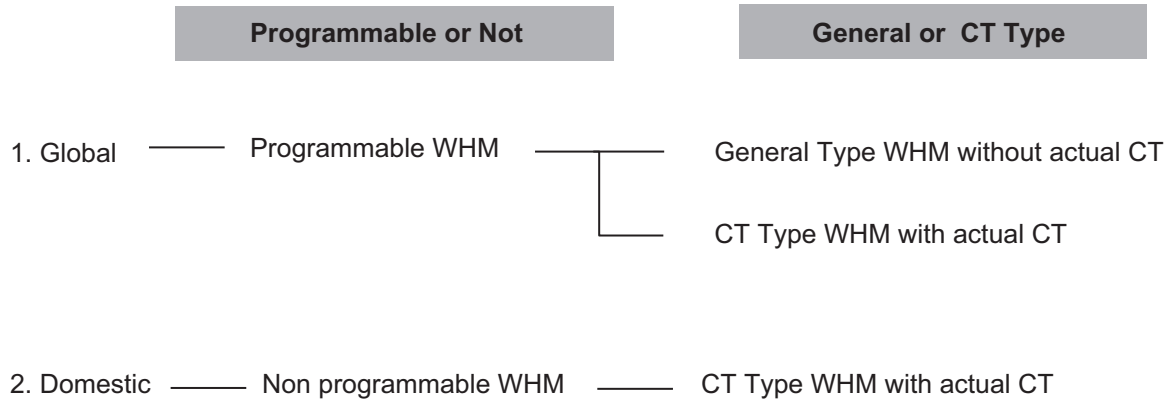 Programmable or Not General or CT Type
1. Global Programmable WHM General Type WHM without actual CT
CT Type WHM with actual CT
2. Domestic Non programmable WHM CT Type WHM with actual CT